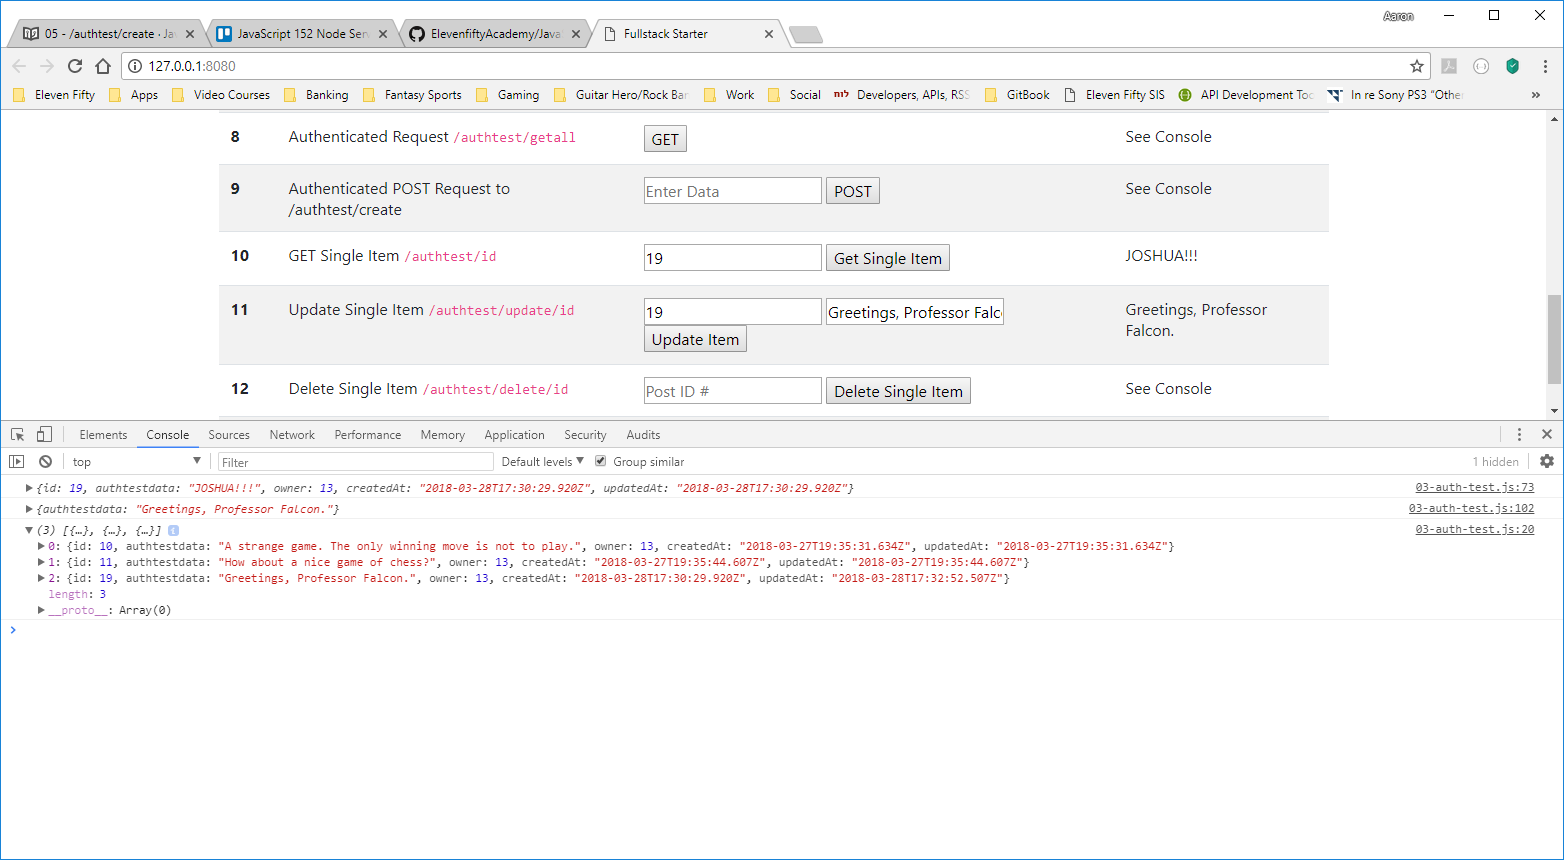 Aaron
05 - /authtest/create · Jav
JavaScript 152 Node Serv
ElevenfiftyAcademy/Java
Fullstack Starter
127.0.0.1:8080
Eleven Fifty Apps Video Courses Banking Fantasy Sports Gaming Guitar Hero/Rock Ban Work Social Developers, APIs, RSS GitBook Eleven Fifty SIS API Development Too In re Sony PS3 “Other »
8 Authenticated Request /authtest/getall GET See Console
9 Authenticated POST Request to Enter Data POST See Console
/authtest/create
10 GET Single Item /authtest/id 19 Get Single Item JOSHUA!!!
11 Update Single Item /authtest/update/id 19 Greetings, Professor Falc Greetings, Professor
Update Item Falcon.
12 Delete Single Item /authtest/delete/id Post ID # Delete Single Item See Console
Elements Console Sources Network Performance Memory Application Security Audits
top Filter Default levels Group similar 1 hidden
{id: 19, authtestdata: "JOSHUA!!!", owner: 13, createdAt: "2018-03-28T17:30:29.920Z", updatedAt: "2018-03-28T17:30:29.920Z"} 03-auth-test.js:73
{authtestdata: "Greetings, Professor Falcon."} 03-auth-test.js:102
(3) [{…}, {…}, {…}] 03-auth-test.js:20
0: {id: 10, authtestdata: "A strange game. The only winning move is not to play.", owner: 13, createdAt: "2018-03-27T19:35:31.634Z", updatedAt: "2018-03-27T19:35:31.634Z"}
1: {id: 11, authtestdata: "How about a nice game of chess?", owner: 13, createdAt: "2018-03-27T19:35:44.607Z", updatedAt: "2018-03-27T19:35:44.607Z"}
2: {id: 19, authtestdata: "Greetings, Professor Falcon.", owner: 13, createdAt: "2018-03-28T17:30:29.920Z", updatedAt: "2018-03-28T17:32:52.507Z"}
length: 3
__proto__: Array(0)